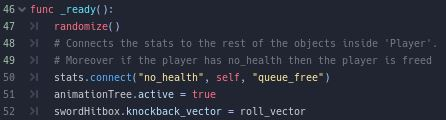 46 func _ready():
47 randomize()
48 # Connects the stats to the rest of the objects inside 'Player'.
49 # Moreover if the player has no_health then the player is freed
50 stats.connect("no_health", self, "queue_free")
51 animationTree.active = true
52 swordHitbox.knockback_vector = roll_vector